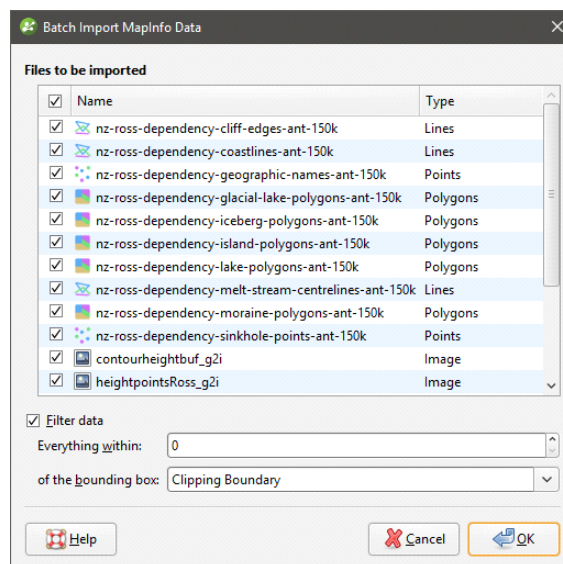 Batch Import MapInfo Data
Files to be imported
Name Type
nz-ross-dependency-cliff-edges-ant-150k Lines
nz-ross-dependency-coastlines-ant-150k Lines
nz-ross-dependency-geographic-names-ant-150k Points
nz-ross-dependency-glacial-lake-polygons-ant-150k Polygons
nz-ross-dependency-iceberg-polygons-ant-150k Polygons
nz-ross-dependency-island-polygons-ant-150k Polygons
nz-ross-dependency-lake-polygons-ant-150k Polygons
nz-ross-dependency-melt-stream-centrelines-ant-150k Lines
nz-ross-dependency-moraine-polygons-ant-150k Polygons
nz-ross-dependency-sinkhole-points-ant-150k Points
contourheightbuf_g2i Image
heightpointsRoss_g2i Image
Filter data
Everything within: 0
of the bounding box: Clipping Boundary
Help Cancel OK